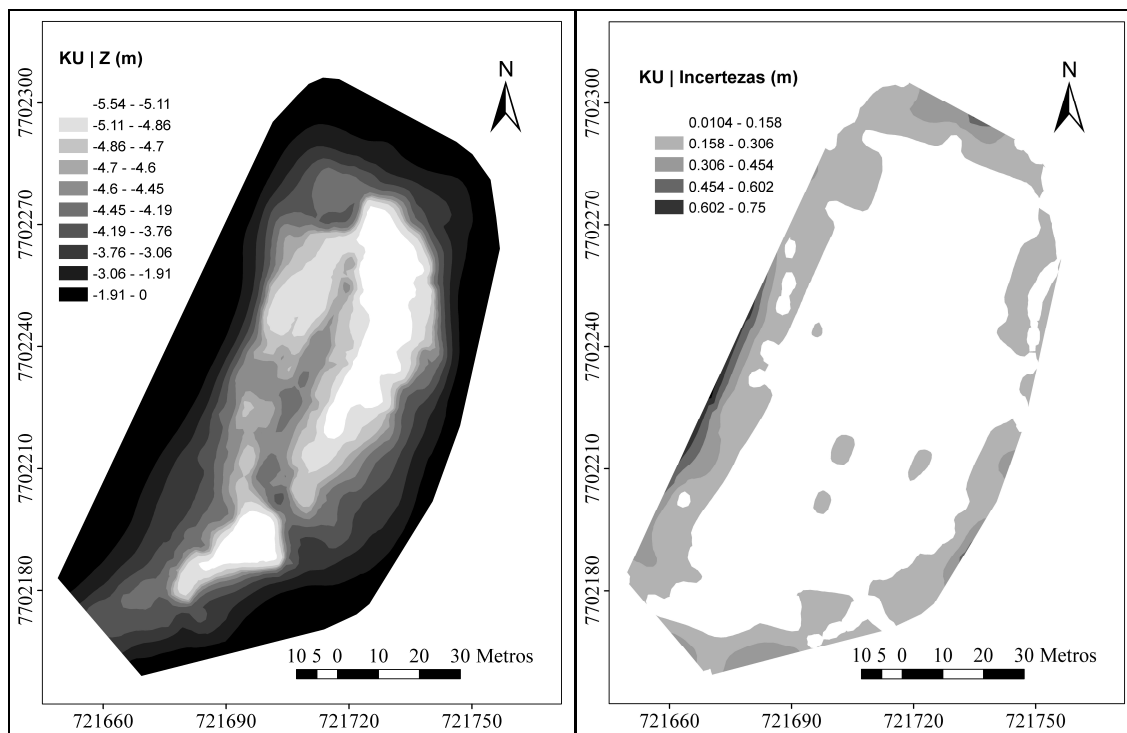 KU | Z (m)
-5.54 - -5.11
-5.11 - -4.86
-4.86 - -4.7
-4.7 - -4.6
-4.6 - -4.45
-4.45 - -4.19
-4.19 - -3.76
-3.76 - -3.06
-3.06 - -1.91
-1.91 - 0
N
7702300
7702270
7702240
7702210
7702180
10 5 0 10 20 30 Metros
721660 721690 721720 721750
KU | Incertezas (m)
0.0104 - 0.158
0.158 - 0.306
0.306 - 0.454
0.454 - 0.602
0.602 - 0.75
N
7702300
7702270
7702240
7702210
7702180
10 5 0 10 20 30 Metros
721660 721690 721720 721750